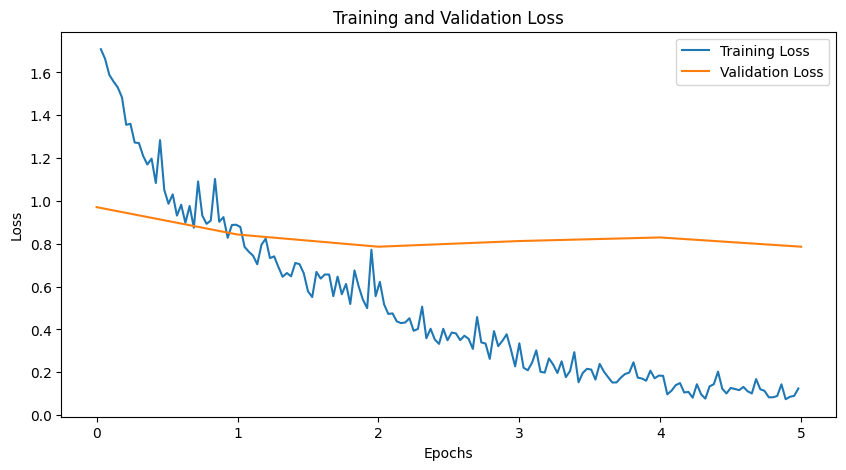 Training and Validation Loss
Training Loss
Validation Loss
1.6
1.4
1.2
1.0
0.8
0.6
0.4
0.2
0.0
Loss
0 1 2 3 4 5
Epochs